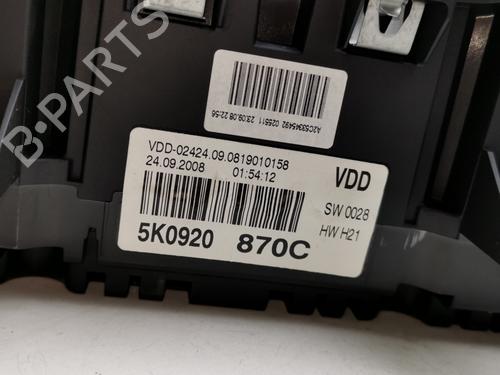 B-PARTS
A2C53345492 025511 23.09.08 22:56
VDD-02424.09.0819010158
24.09.2008 01:54:12
VDD
SW 0028
HW H21
5K0920 870C